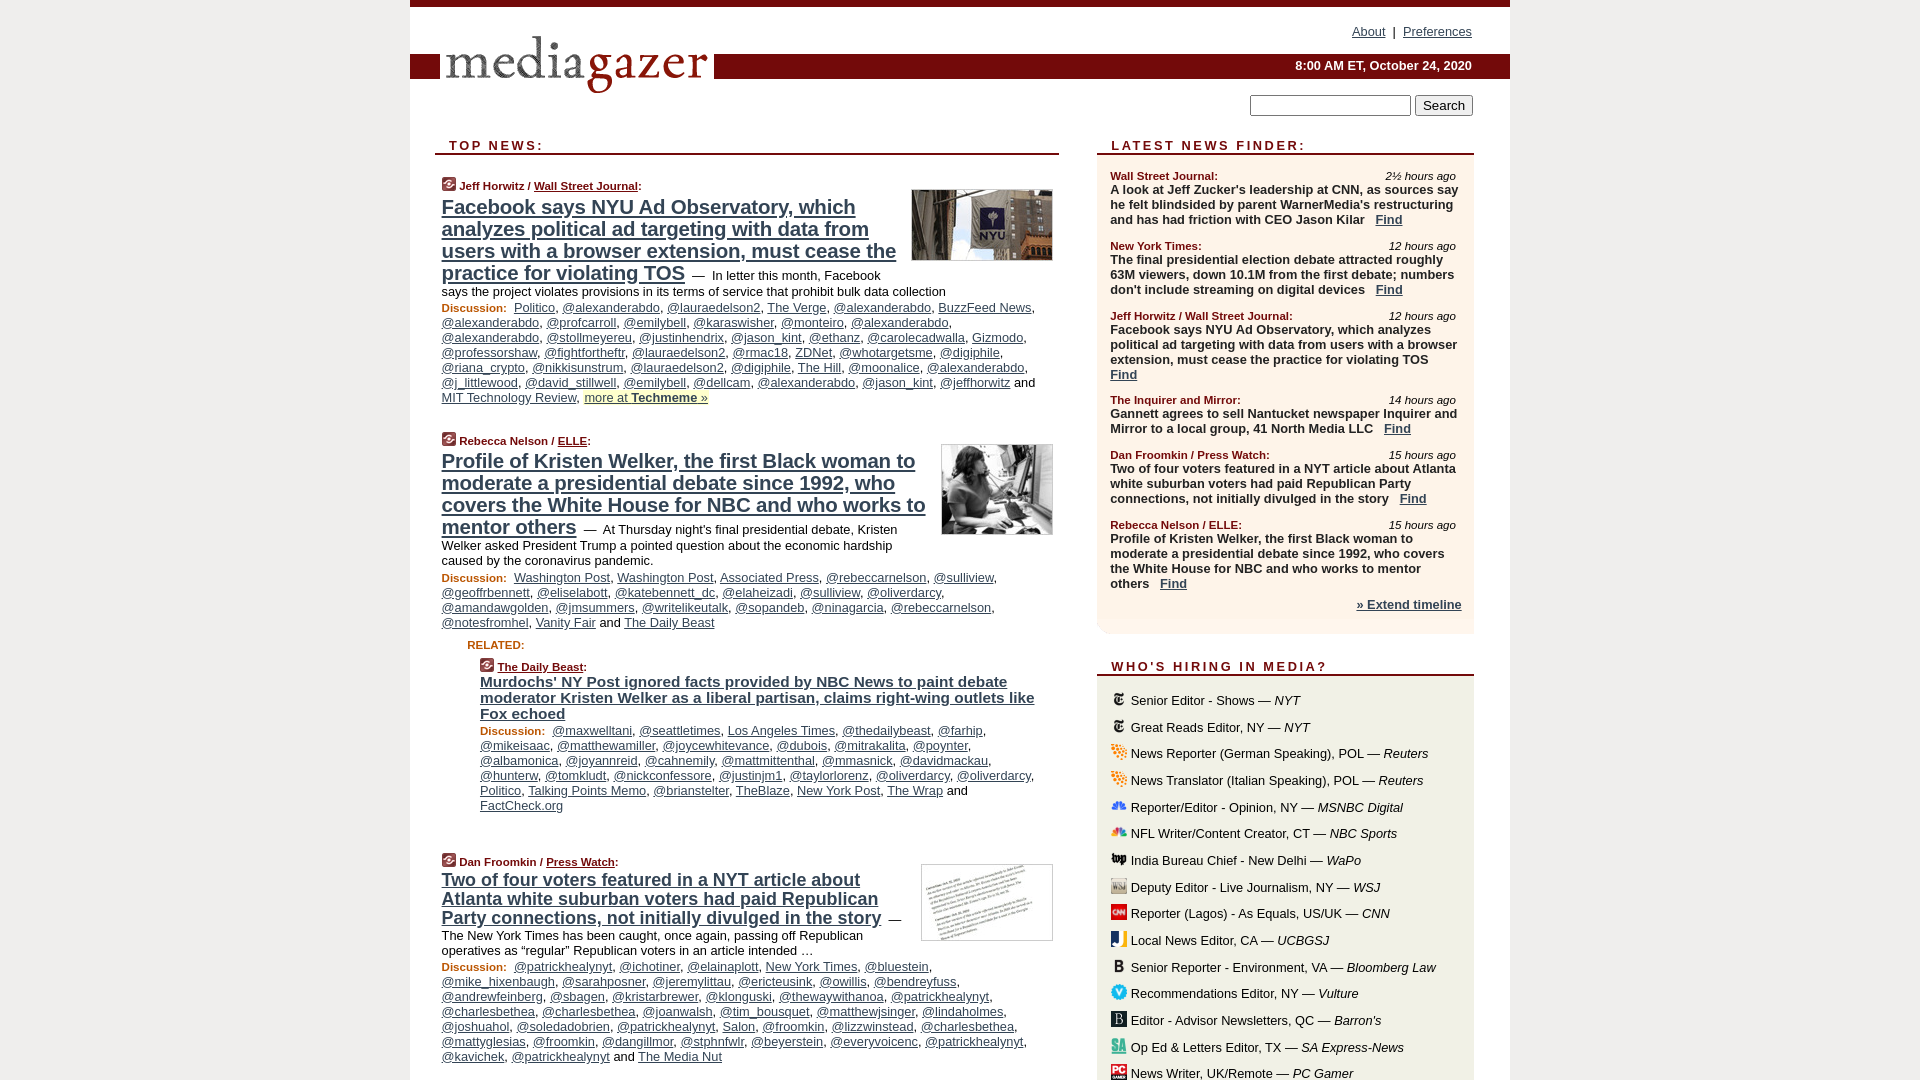 About | Preferences
mediagazer
8:00 AM ET, October 24, 2020
Search
TOP NEWS:
Jeff Horwitz / Wall Street Journal:
NYU
Facebook says NYU Ad Observatory, which
analyzes political ad targeting with data from
users with a browser extension, must cease the
practice for violating TOS — In letter this month, Facebook
says the project violates provisions in its terms of service that prohibit bulk data collection
Discussion: Politico, @alexanderabdo, @lauraedelson2, The Verge, @alexanderabdo, BuzzFeed News,
@alexanderabdo, @profcarroll, @emilybell, @karaswisher, @monteiro, @alexanderabdo,
@alexanderabdo, @stollmeyereu, @justinhendrix, @jason_kint, @ethanz, @carolecadwalla, Gizmodo,
@professorshaw, @fightfortheftr, @lauraedelson2, @rmac18, ZDNet, @whotargetsme, @digiphile,
@riana_crypto, @nikkisunstrum, @lauraedelson2, @digiphile, The Hill, @moonalice, @alexanderabdo,
@j_littlewood, @david_stillwell, @emilybell, @dellcam, @alexanderabdo, @jason_kint, @jeffhorwitz and
MIT Technology Review, more at Techmeme »
Rebecca Nelson / ELLE:
Profile of Kristen Welker, the first Black woman to
moderate a presidential debate since 1992, who
covers the White House for NBC and who works to
mentor others — At Thursday night's final presidential debate, Kristen
Welker asked President Trump a pointed question about the economic hardship
caused by the coronavirus pandemic.
Discussion: Washington Post, Washington Post, Associated Press, @rebeccarnelson, @sulliview,
@geoffrbennett, @eliselabott, @katebennett_dc, @elaheizadi, @sulliview, @oliverdarcy,
@amandawgolden, @jmsummers, @writelikeutalk, @sopandeb, @ninagarcia, @rebeccarnelson,
@notesfromhel, Vanity Fair and The Daily Beast
RELATED:
The Daily Beast:
Murdochs' NY Post ignored facts provided by NBC News to paint debate
moderator Kristen Welker as a liberal partisan, claims right-wing outlets like
Fox echoed
Discussion: @maxwelltani, @seattletimes, Los Angeles Times, @thedailybeast, @farhip,
@mikeisaac, @matthewamiller, @joycewhitevance, @dubois, @mitrakalita, @poynter,
@albamonica, @joyannreid, @cahnemily, @mattmittenthal, @mmasnick, @davidmackau,
@hunterw, @tomkludt, @nickconfessore, @justinjm1, @taylorlorenz, @oliverdarcy, @oliverdarcy,
Politico, Talking Points Memo, @brianstelter, TheBlaze, New York Post, The Wrap and
FactCheck.org
Dan Froomkin / Press Watch:
Two of four voters featured in a NYT article about
Atlanta white suburban voters had paid Republican
Party connections, not initially divulged in the story —
The New York Times has been caught, once again, passing off Republican
operatives as “regular” Republican voters in an article intended …
Discussion: @patrickhealynyt, @ichotiner, @elainaplott, New York Times, @bluestein,
@mike_hixenbaugh, @sarahposner, @jeremylittau, @ericteusink, @owillis, @bendreyfuss,
@andrewfeinberg, @sbagen, @kristarbrewer, @klonguski, @thewaywithanoa, @patrickhealynyt,
@charlesbethea, @charlesbethea, @joanwalsh, @tim_bousquet, @matthewjsinger, @lindaholmes,
@joshuahol, @soledadobrien, @patrickhealynyt, Salon, @froomkin, @lizzwinstead, @charlesbethea,
@mattyglesias, @froomkin, @dangillmor, @stphnfwlr, @beyerstein, @everyvoicenc, @patrickhealynyt,
@kavichek, @patrickhealynyt and The Media Nut
LATEST NEWS FINDER:
Wall Street Journal: 2½ hours ago
A look at Jeff Zucker's leadership at CNN, as sources say
he felt blindsided by parent WarnerMedia's restructuring
and has had friction with CEO Jason Kilar Find
New York Times: 12 hours ago
The final presidential election debate attracted roughly
63M viewers, down 10.1M from the first debate; numbers
don't include streaming on digital devices Find
Jeff Horwitz / Wall Street Journal: 12 hours ago
Facebook says NYU Ad Observatory, which analyzes
political ad targeting with data from users with a browser
extension, must cease the practice for violating TOS
Find
The Inquirer and Mirror: 14 hours ago
Gannett agrees to sell Nantucket newspaper Inquirer and
Mirror to a local group, 41 North Media LLC Find
Dan Froomkin / Press Watch: 15 hours ago
Two of four voters featured in a NYT article about Atlanta
white suburban voters had paid Republican Party
connections, not initially divulged in the story Find
Rebecca Nelson / ELLE: 15 hours ago
Profile of Kristen Welker, the first Black woman to
moderate a presidential debate since 1992, who covers
the White House for NBC and who works to mentor
others Find
» Extend timeline
WHO'S HIRING IN MEDIA?
Senior Editor - Shows — NYT
Great Reads Editor, NY — NYT
News Reporter (German Speaking), POL — Reuters
News Translator (Italian Speaking), POL — Reuters
Reporter/Editor - Opinion, NY — MSNBC Digital
NFL Writer/Content Creator, CT — NBC Sports
wp India Bureau Chief - New Delhi — WaPo
WSJ Deputy Editor - Live Journalism, NY — WSJ
CNN Reporter (Lagos) - As Equals, US/UK — CNN
Local News Editor, CA — UCBGSJ
B Senior Reporter - Environment, VA — Bloomberg Law
Recommendations Editor, NY — Vulture
B Editor - Advisor Newsletters, QC — Barron's
SA Op Ed & Letters Editor, TX — SA Express-News
PC GAMER News Writer, UK/Remote — PC Gamer